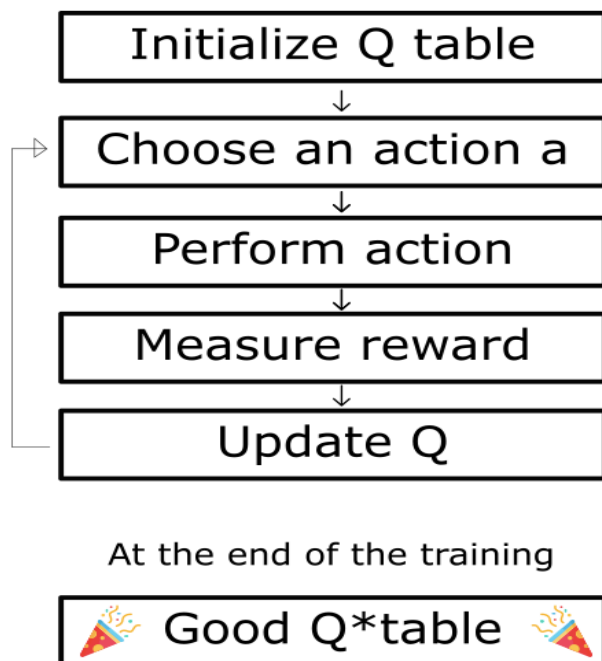 Initialize Q table
Choose an action a
Perform action
Measure reward
Update Q
At the end of the training
Good Q*table